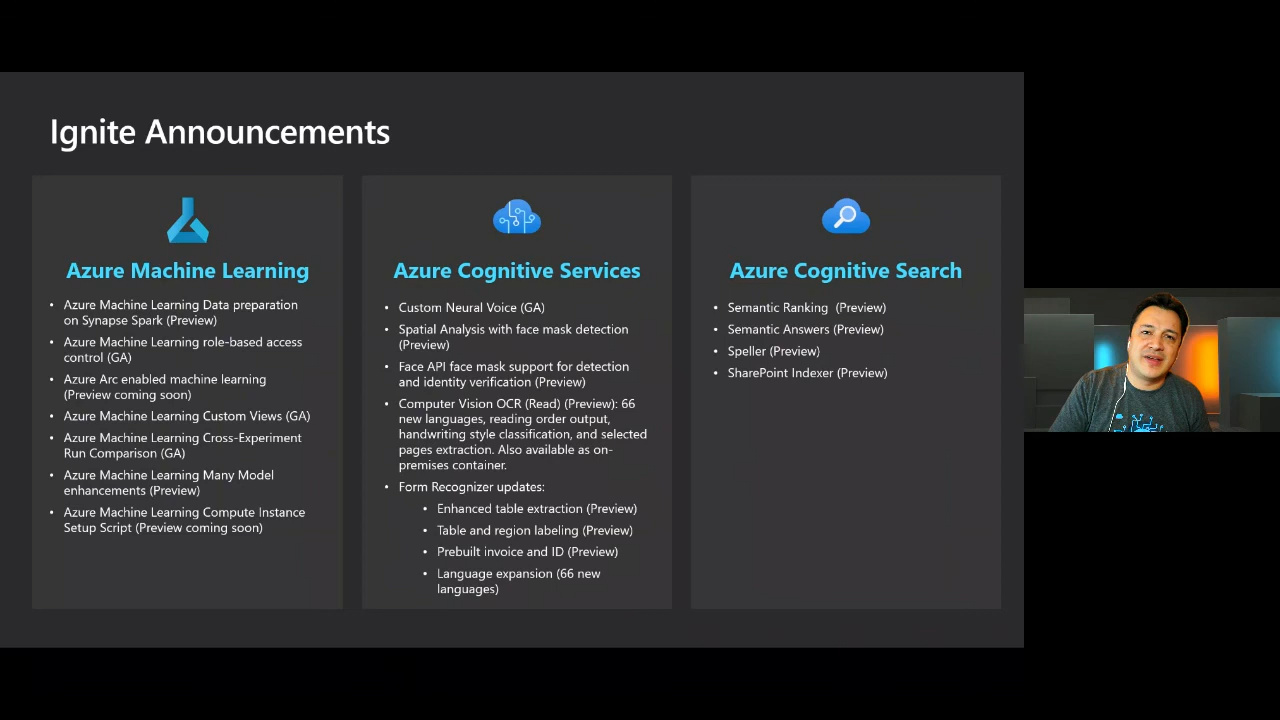 Ignite Announcements
Azure Machine Learning
• Azure Machine Learning Data preparation
on Synapse Spark (Preview)
• Azure Machine Learning role-based access
control (GA)
• Azure Arc enabled machine learning
(Preview coming soon)
• Azure Machine Learning Custom Views (GA)
• Azure Machine Learning Cross-Experiment
Run Comparison (GA)
• Azure Machine Learning Many Model
enhancements (Preview)
• Azure Machine Learning Compute Instance
Setup Script (Preview coming soon)
Azure Cognitive Services
• Custom Neural Voice (GA)
• Spatial Analysis with face mask detection
(Preview)
• Face API face mask support for detection
and identity verification (Preview)
• Computer Vision OCR (Read) (Preview): 66
new languages, reading order output,
handwriting style classification, and selected
pages extraction. Also available as on-
premises container.
• Form Recognizer updates:
• Enhanced table extraction (Preview)
• Table and region labeling (Preview)
• Prebuilt invoice and ID (Preview)
• Language expansion (66 new
languages)
Azure Cognitive Search
• Semantic Ranking  (Preview)
• Semantic Answers (Preview)
• Speller (Preview)
• SharePoint Indexer (Preview)